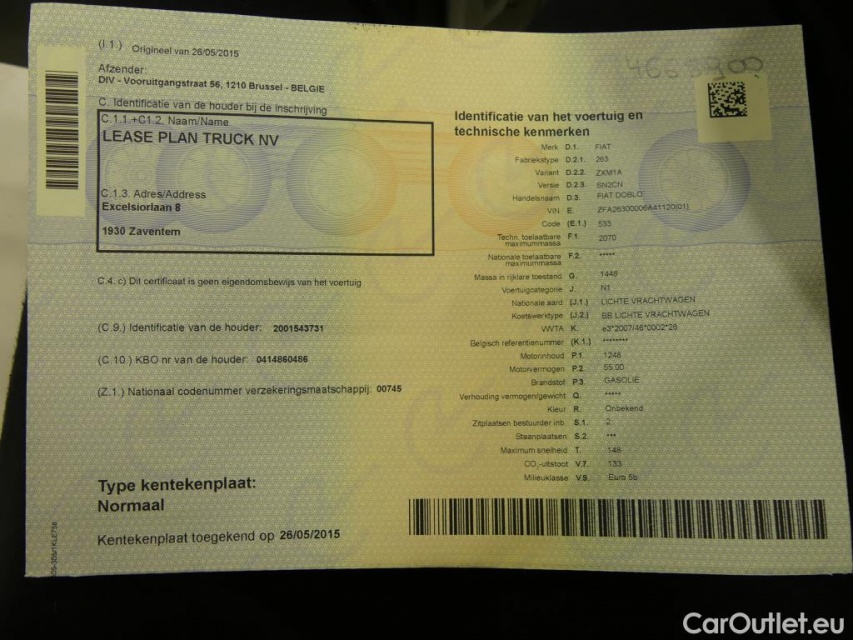 (I.1.) Origineel van 26/05/2015
Afzender:
DIV - Vooruitgangstraat 56, 1210 Brussel - BELGIE
C. Identificatie van de houder bij de inschrijving
C.1.1.+C1.2. Naam/Name
LEASE PLAN TRUCK NV
C.1.3. Adres/Address
Excelsiorlaan 8
1930 Zaventem
C.4. c) Dit certificaat is geen eigendomsbewijs van het voertuig
(C.9.) Identificatie van de houder: 2001543731
(C.10.) KBO nr van de houder: 0414860486
(Z.1.) Nationaal codenummer verzekeringsmaatschappij: 00745
Type kentekenplaat:
Normaal
Kentekenplaat toegekend op 26/05/2015
Identificatie van het voertuig en
technische kenmerken
Merk D.1. FIAT
Fabriekstype D.2.1. 263
Variant D.2.2. ZXM1A
Versie D.2.3. SN2CN
Handelsnaam D.3. FIAT DOBLO
VIN E. ZFA26300006A41120(01)
Code (E.1.) 533
Techn. toelaatbare
maximummassa F.1. 2070
Nationale toelaatbare
maximummassa F.2. *****
Massa in rijklare toestand G. 1448
Voertuigcategorie J. N1
Nationale aard (J.1.) LICHTE VRACHTWAGEN
Koetswerktype (J.2.) BB LICHTE VRACHTWAGEN
VWTA K. e3*2007/46*0002*26
Belgisch referentienummer (K.1.) ********
Motorinhoud P.1. 1248
Motorvermogen P.2. 55.00
Brandstof P.3. GASOLIE
Verhouding vermogen/gewicht Q. *****
Kleur R. Onbekend
Zitplaatsen bestuurder inb. S.1. 2
Staanplaatsen S.2. ***
Maximum snelheid T. 148
CO₂-uitstoot V.7. 133
Milieuklasse V.9. Euro 5b
CarOutlet.eu